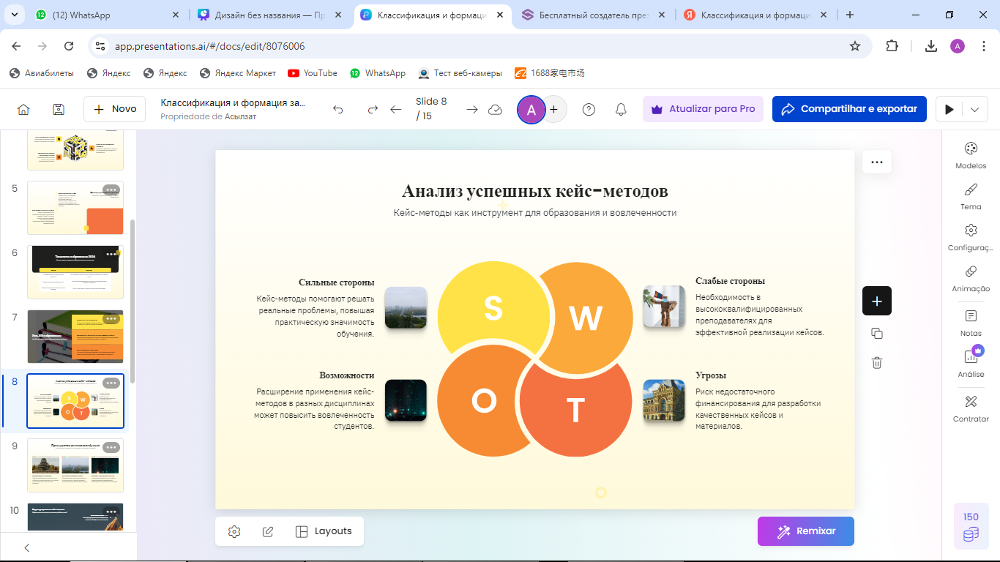 (12) WhatsApp
Дизайн без названия — Пр
Классификация и формаци
Бесплатный создатель през
Классификация и формаци
app.presentations.ai/#/docs/edit/8076006
A
Авиабилеты
Яндекс
Яндекс
Яндекс Маркет
YouTube
WhatsApp
Тест веб-камеры
1688家电市场
Novo
Классификация и формация за...
Propriedade de Асылзат
Slide 8
/ 15
A
Atualizar para Pro
Compartilhar e exportar
5
6
7
8
9
10
Анализ успешных кейс-методов
Кейс-методы как инструмент для образования и вовлеченности
Сильные стороны
Кейс-методы помогают решать
реальные проблемы, повышая
практическую значимость
обучения.
S
W
Слабые стороны
Необходимость в
высококвалифицированных
преподавателях для
эффективной реализации кейсов.
Возможности
Расширение применения кейс-
методов в разных дисциплинах
может повысить вовлеченность
студентов.
O
T
Угрозы
Риск недостаточного
финансирования для разработки
качественных кейсов и
материалов.
Modelos
Tema
Configuraç...
Animação
Notas
Análise
Contratar
150
Layouts
Remixar